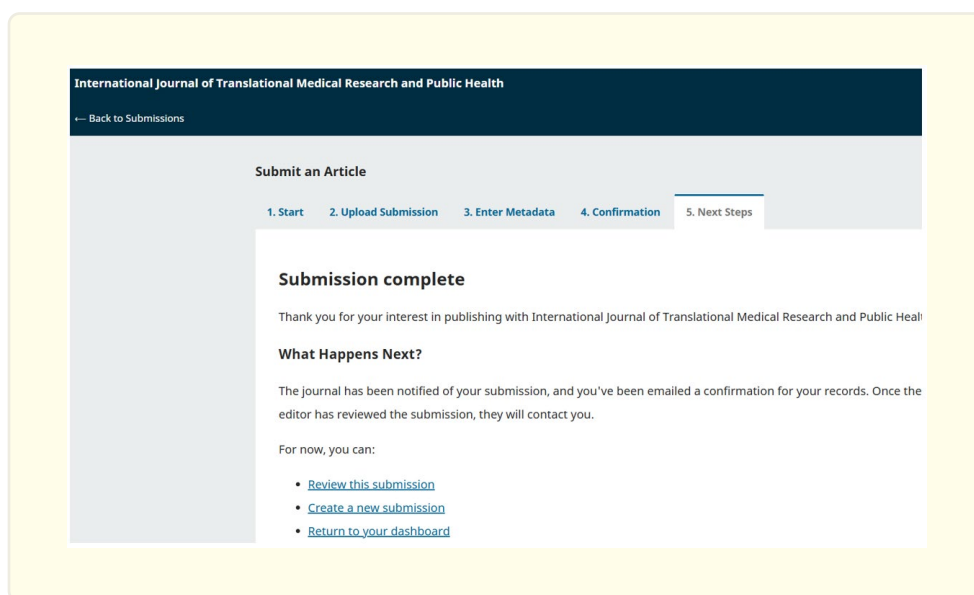 International Journal of Translational Medical Research and Public Health
← Back to Submissions
Submit an Article
1. Start 2. Upload Submission 3. Enter Metadata 4. Confirmation 5. Next Steps
Submission complete
Thank you for your interest in publishing with International Journal of Translational Medical Research and Public
What Happens Next?
The journal has been notified of your submission, and you've been emailed a confirmation for your records. Once the
editor has reviewed the submission, they will contact you.
For now, you can:
• Review this submission
• Create a new submission
• Return to your dashboard